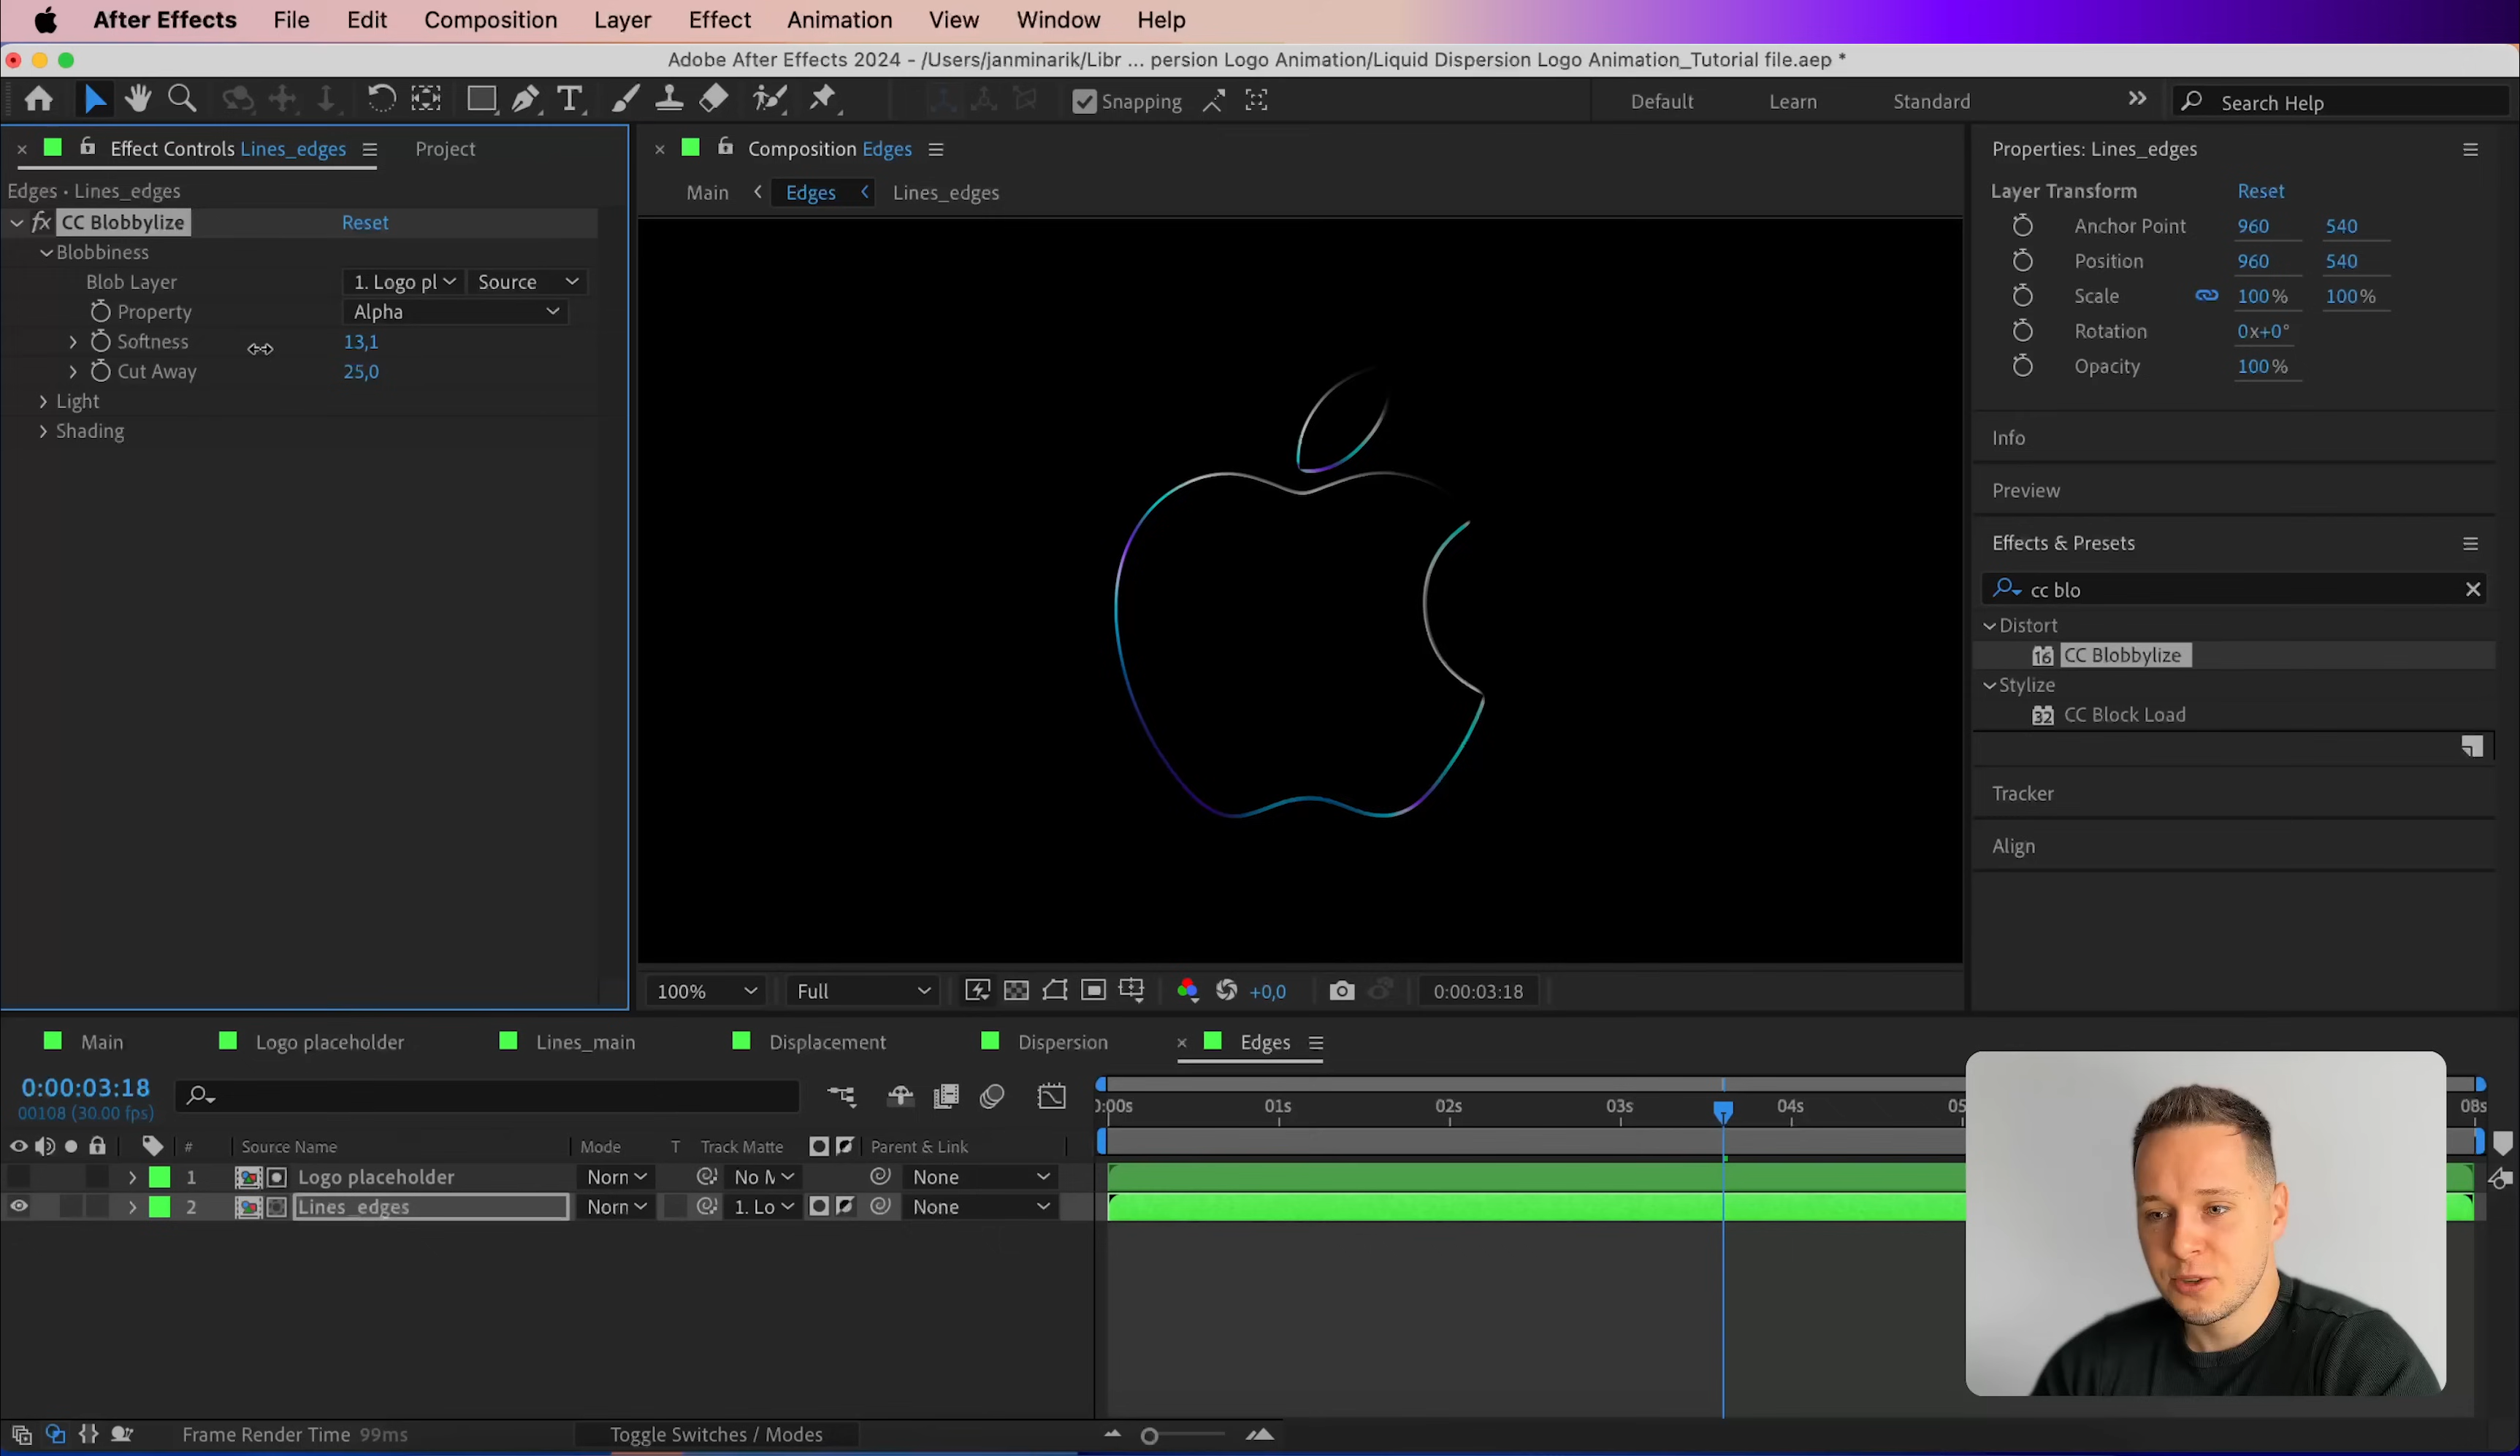 After Effects File Edit Composition Layer Effect Animation View Window Help
Adobe After Effects 2024 - /Users/janminarik/Libr ... persion Logo Animation/Liquid Dispersion Logo Animation_Tutorial file.aep *
Snapping Default Learn Standard Search Help
Effect Controls Lines_edges Project
Edges • Lines_edges
fx CC Blobbylize Reset
Blobbiness
Blob Layer 1. Logo pl Source
Property Alpha
Softness 13,1
Cut Away 25,0
Light
Shading
Composition Edges
Main Edges Lines_edges
100% Full +0,0 0:00:03:18
Properties: Lines_edges
Layer Transform Reset
Anchor Point 960 540
Position 960 540
Scale 100 % 100 %
Rotation 0x+0°
Opacity 100 %
Info
Preview
Effects & Presets
cc blo
Distort
16 CC Blobbylize
Stylize
32 CC Block Load
Tracker
Align
Main Logo placeholder Lines_main Displacement Dispersion Edges
0:00:03:18
00108 (30.00 fps)
):00s 01s 02s 03s 04s 05 08s
# Source Name Mode T Track Matte Parent & Link
1 Logo placeholder Norn No M None
2 Lines_edges Norn 1. Lo None
Frame Render Time 99ms Toggle Switches / Modes